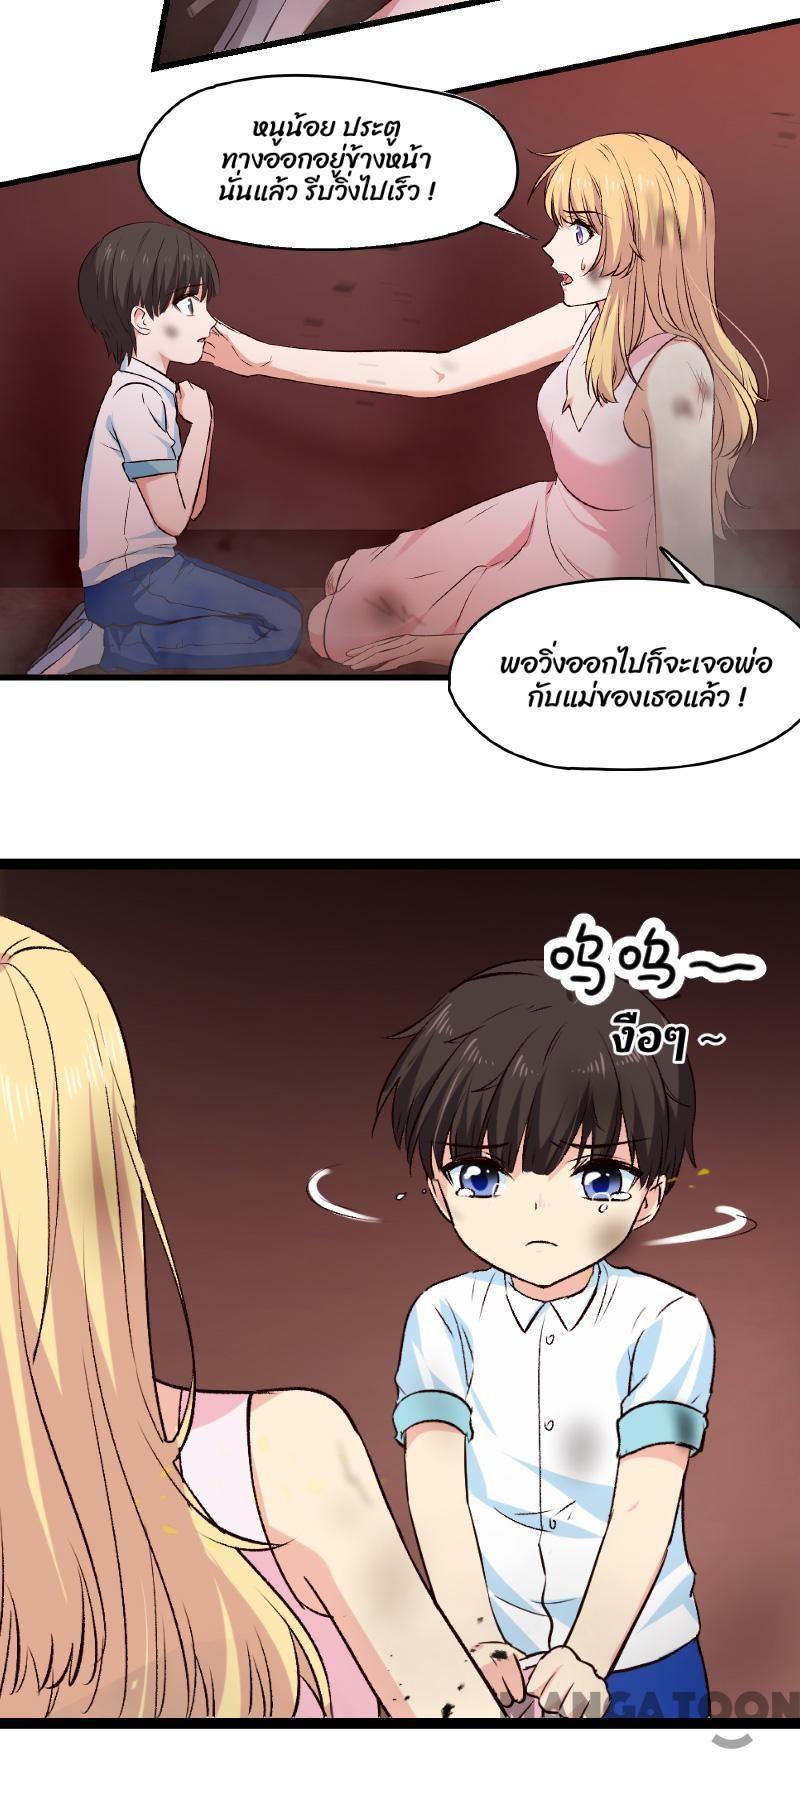 หนูน้อย ประตู
ทางออกอยู่ข้างหน้า
นั่นแล้ว รีบวิ่งไปเร็ว !
พอวิ่งออกไปก็จะเจอพ่อ
กับแม่ของเธอแล้ว !
呜呜～
งือๆ ~
MANGATOON